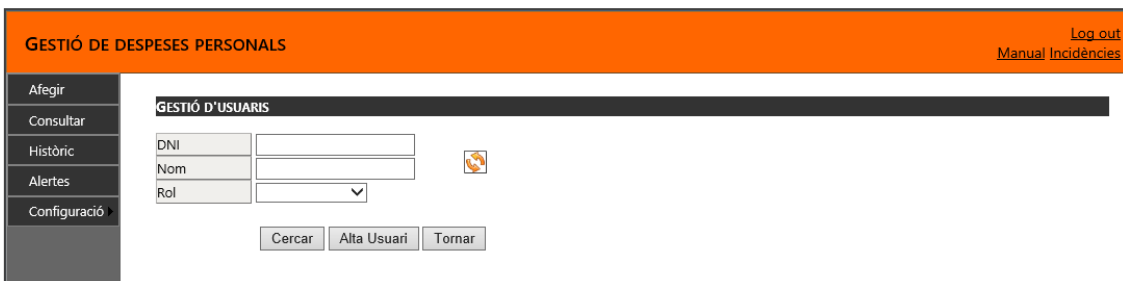 GESTIÓ DE DESPESES PERSONALS
Log out
Manual Incidències
Afegir
Consultar
Històric
Alertes
Configuració
GESTIÓ D'USUARIS
DNI
Nom
Rol
Cercar Alta Usuari Tornar